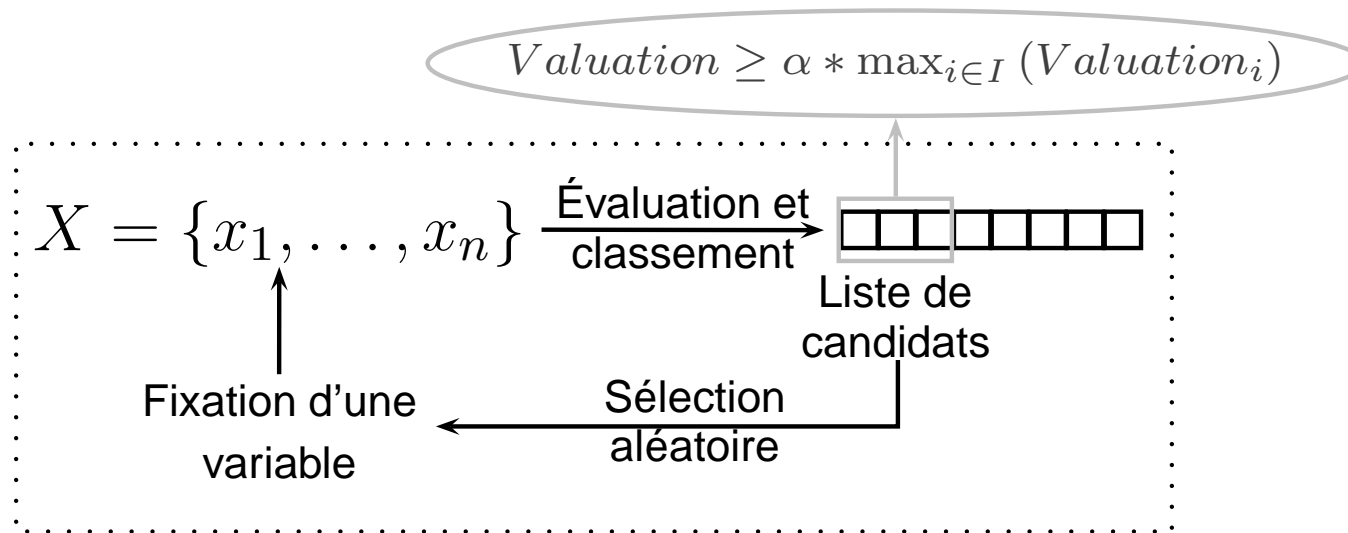 Valuation ≥ α ∗ max_{i∈I} (Valuation_i)
X = {x_1, . . . , x_n}
Évaluation et
classement
Liste de
candidats
Sélection
aléatoire
Fixation d'une
variable